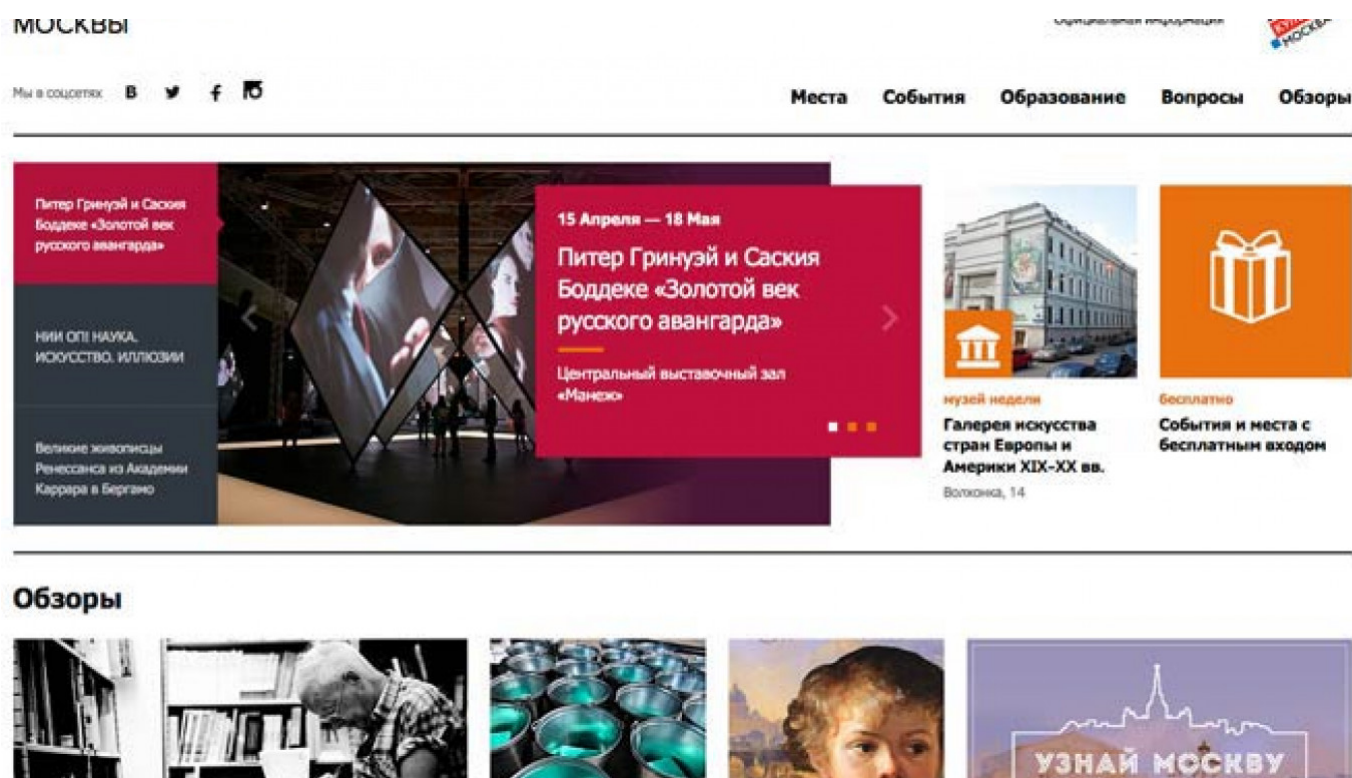 МОСКВЫ
Официальная информация
МОСКВА
Мы в соцсетях
Места События Образование Вопросы Обзоры
Питер Гринуэй и Саския
Боддеке «Золотой век
русского авангарда»
НИИ ОП! НАУКА.
ИСКУССТВО. ИЛЛЮЗИИ
Великие живописцы
Ренессанса из Академии
Каррара в Бергамо
15 Апреля — 18 Мая
Питер Гринуэй и Саския
Боддеке «Золотой век
русского авангарда»
Центральный выставочный зал
«Манеж»
музей недели
Галерея искусства
стран Европы и
Америки XIX-XX вв.
Волхонка, 14
бесплатно
События и места с
бесплатным входом
Обзоры
УЗНАЙ МОСКВУ